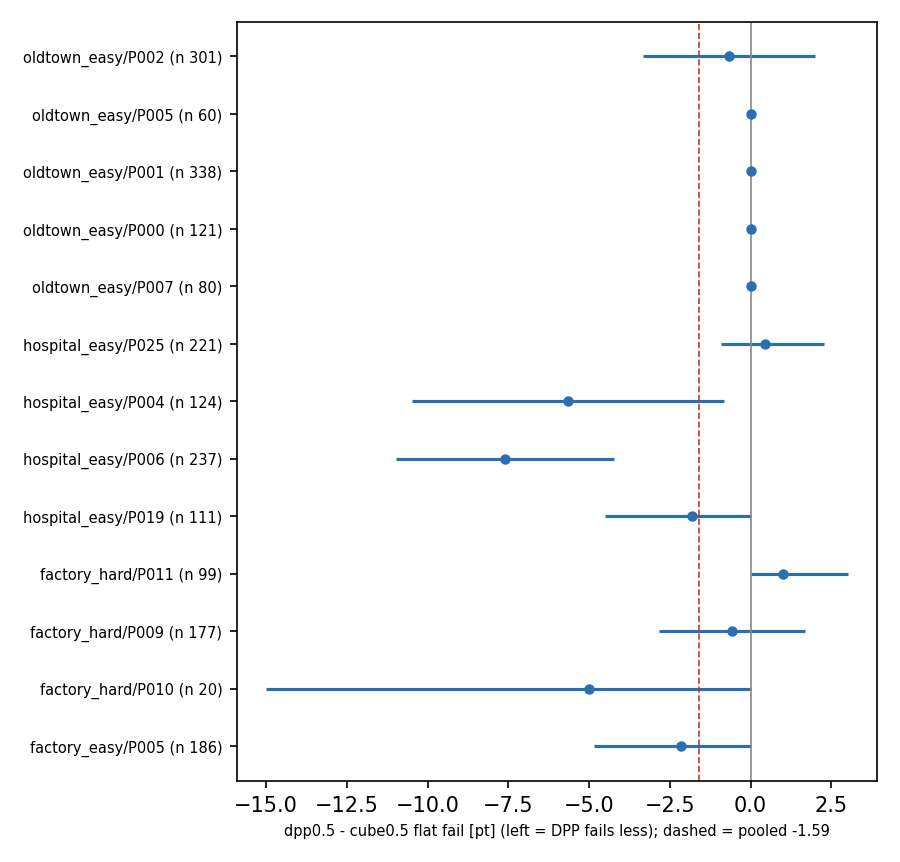 oldtown_easy/P002 (n 301)
oldtown_easy/P005 (n 60)
oldtown_easy/P001 (n 338)
oldtown_easy/P000 (n 121)
oldtown_easy/P007 (n 80)
hospital_easy/P025 (n 221)
hospital_easy/P004 (n 124)
hospital_easy/P006 (n 237)
hospital_easy/P019 (n 111)
factory_hard/P011 (n 99)
factory_hard/P009 (n 177)
factory_hard/P010 (n 20)
factory_easy/P005 (n 186)
−15.0 −12.5 −10.0 −7.5 −5.0 −2.5 0.0 2.5
dpp0.5 - cube0.5 flat fail [pt] (left = DPP fails less); dashed = pooled -1.59